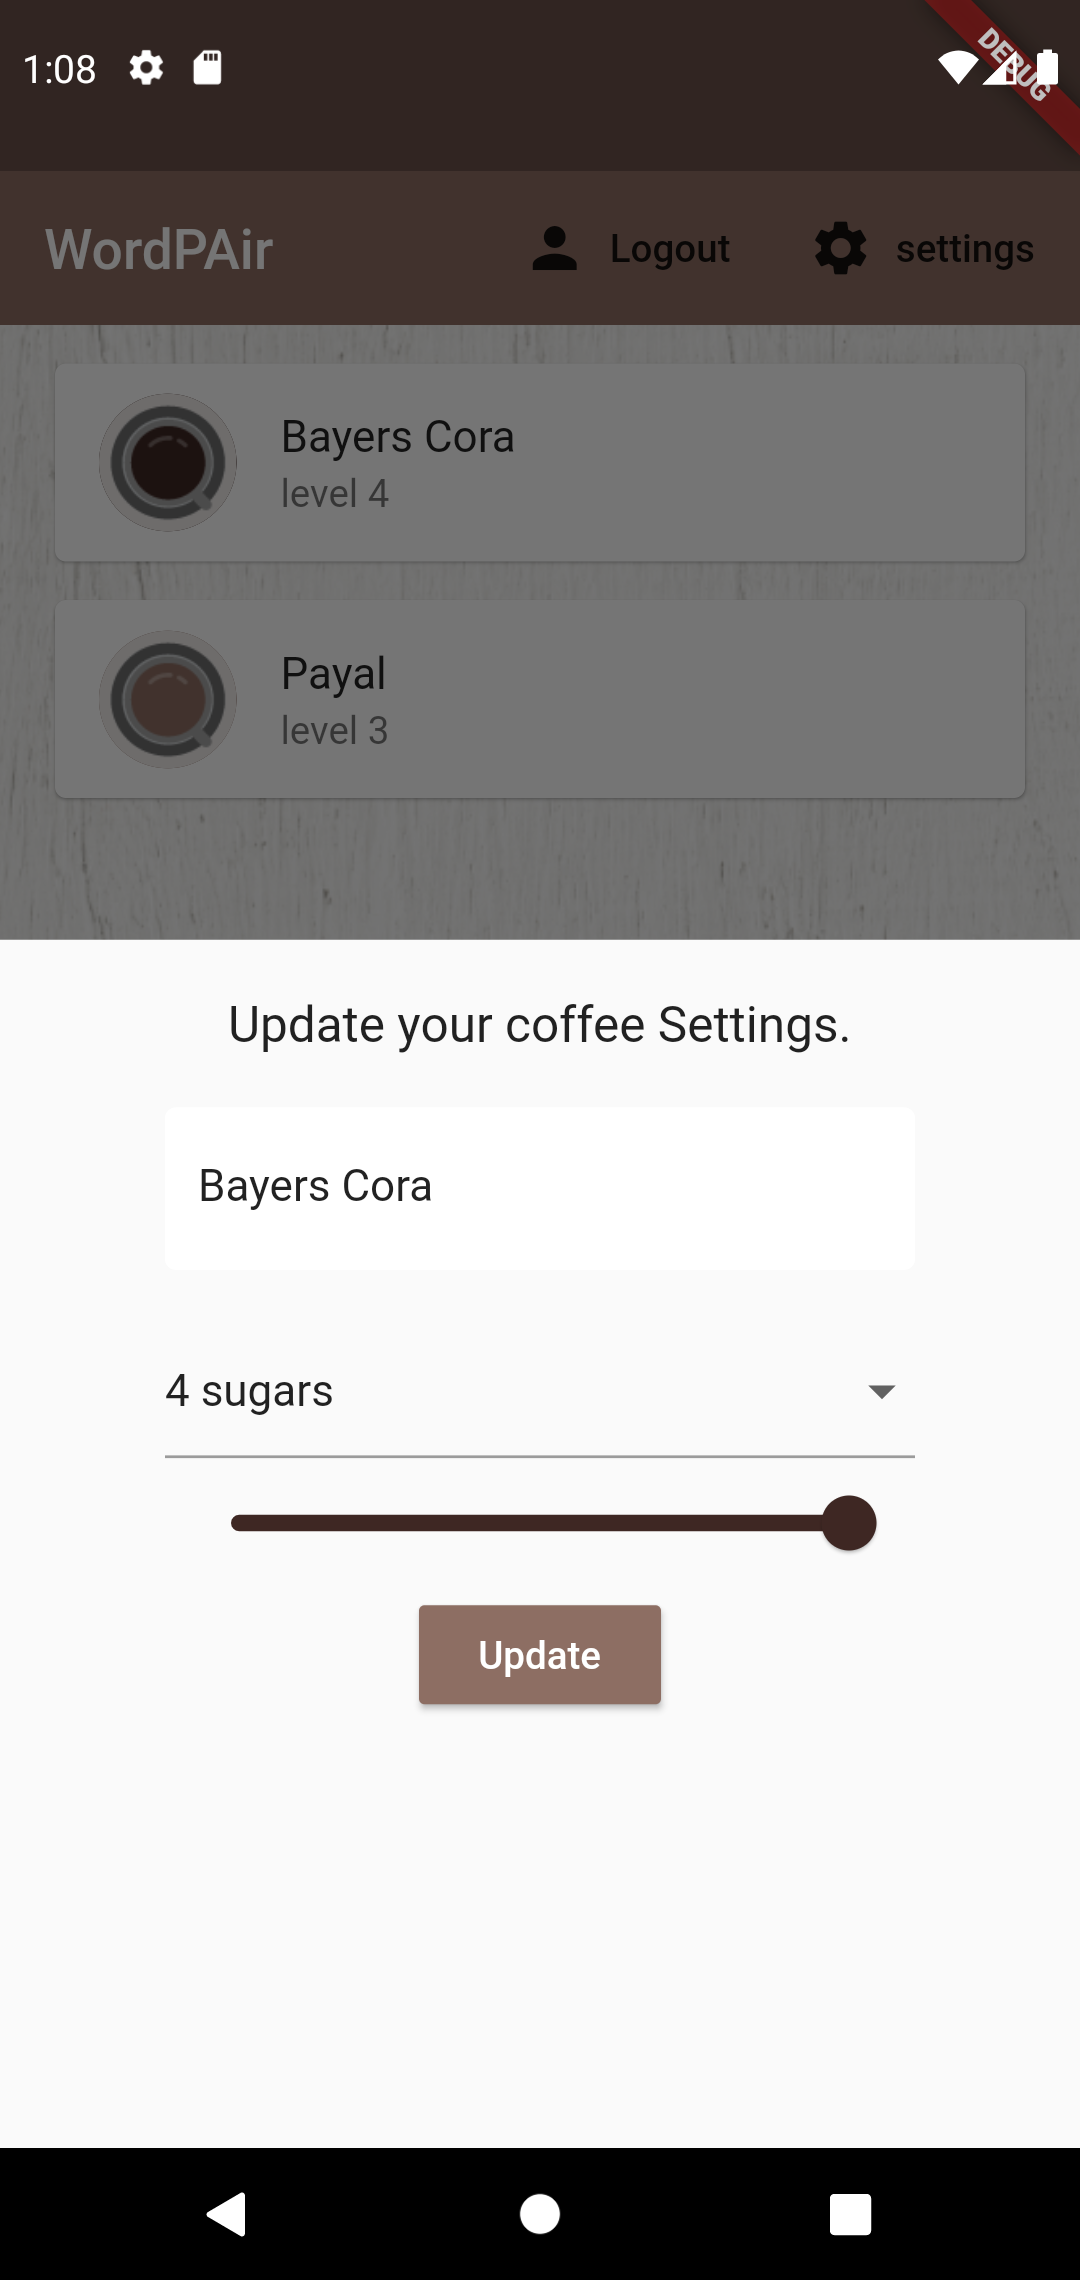 1:08
DEBUG
WordPAir Logout settings
Bayers Cora
level 4
Payal
level 3
Update your coffee Settings.
Bayers Cora
4 sugars
Update